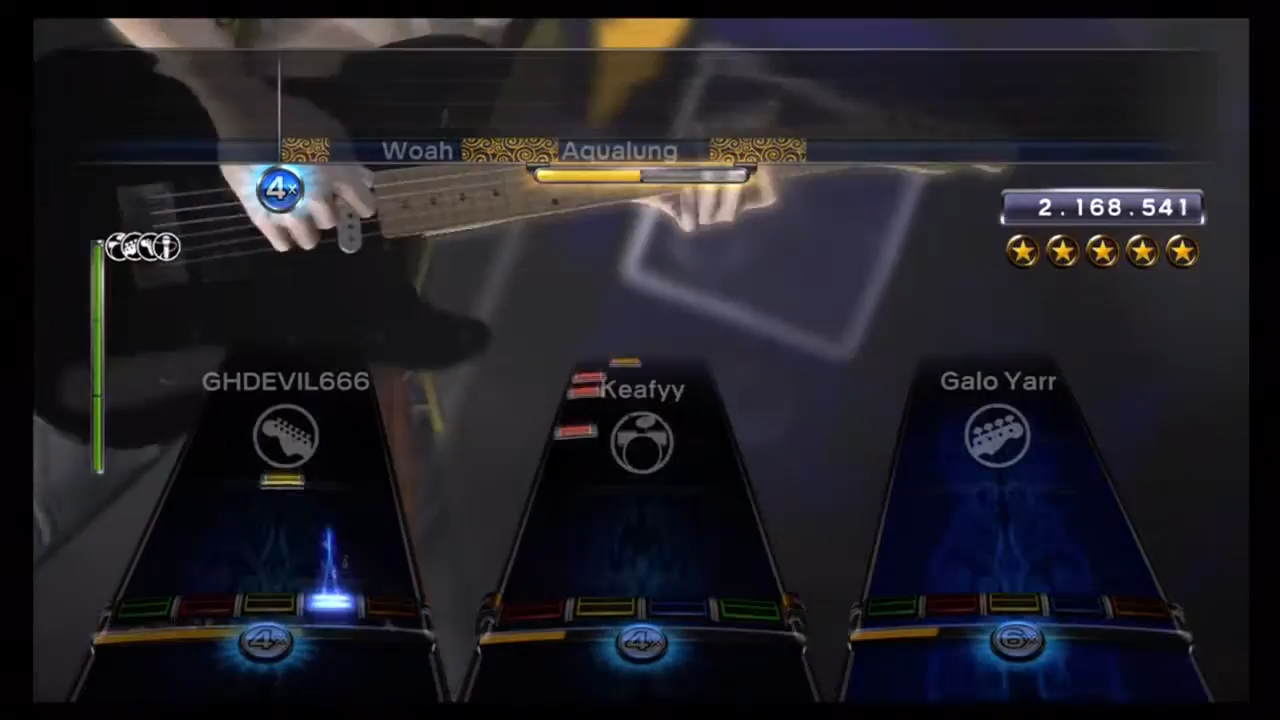 Woah Aqualung
4x
2.168.541
GHDEVIL666
Keafyy
Galo Yarr
4x
4x
6x